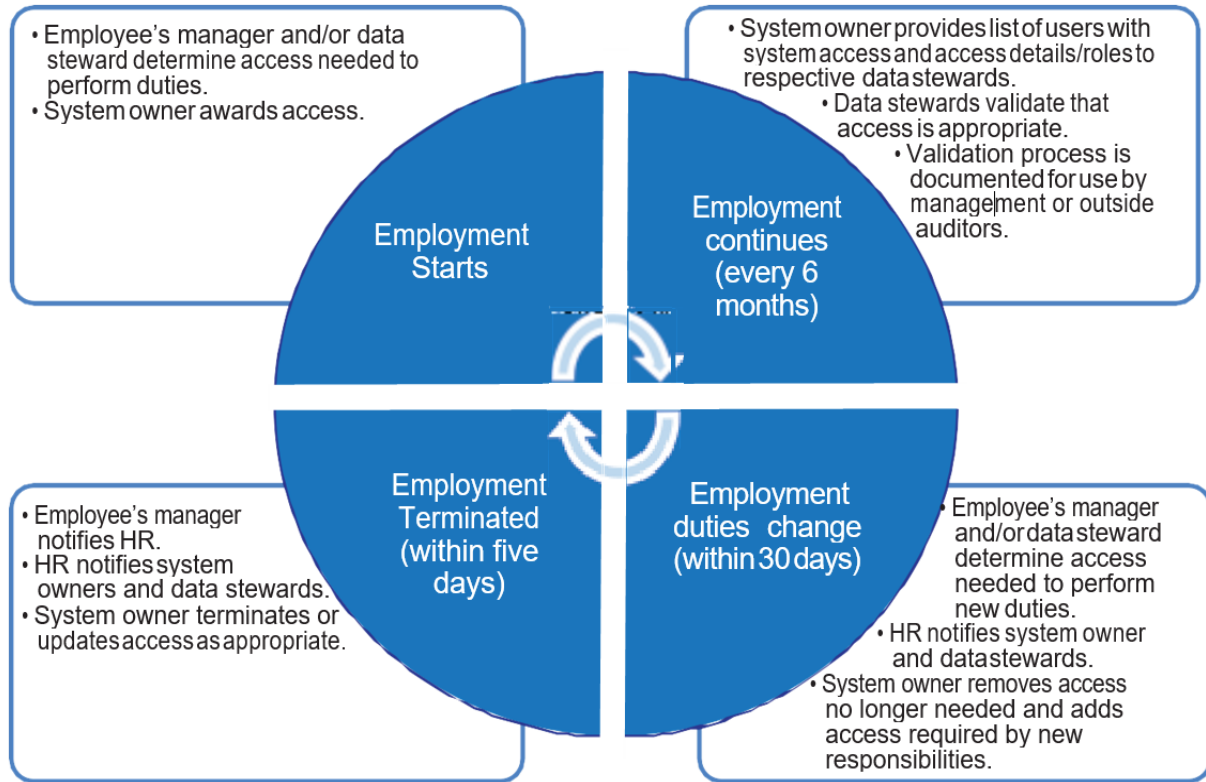 • Employee’s manager and/or data
steward determine access needed to
perform duties.
• System owner awards access.
Employment
Starts
• System owner provides list of users with
system access and access details/roles to
respective data stewards.
• Data stewards validate that
access is appropriate.
• Validation process is
documented for use by
management or outside
auditors.
Employment
continues
(every 6
months)
• Employee’s manager
notifies HR.
• HR notifies system
owners and data stewards.
• System owner terminates or
updates access as appropriate.
Employment
Terminated
(within five
days)
Employment
duties change
(within 30 days)
• Employee’s manager
and/or data steward
determine access
needed to perform
new duties.
• HR notifies system owner
and data stewards.
• System owner removes access
no longer needed and adds
access required by new
responsibilities.